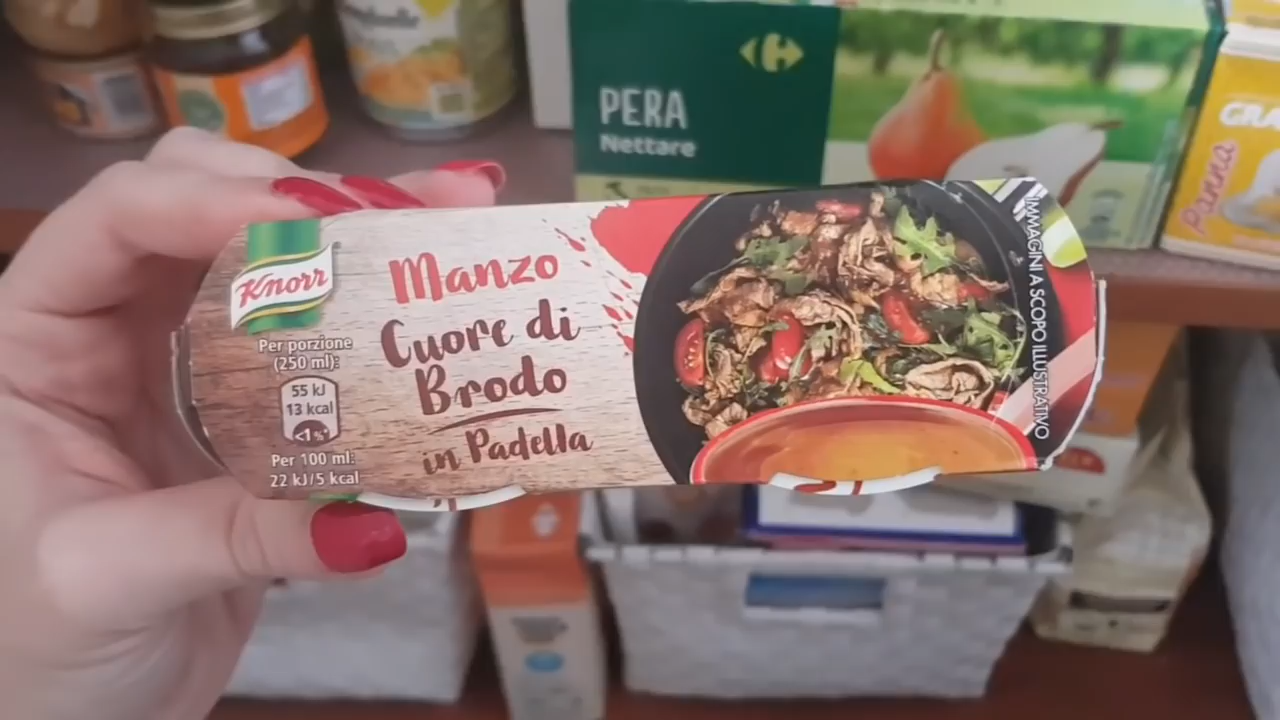 PERA
Nettare
GRA
Panna
Knorr
Manzo
Cuore di
Brodo
in Padella
Per porzione
(250 ml):
55 kJ
13 kcal
<1%*
Per 100 ml:
22 kJ/5 kcal
IMMAGINI A SCOPO ILLUSTRATIVO